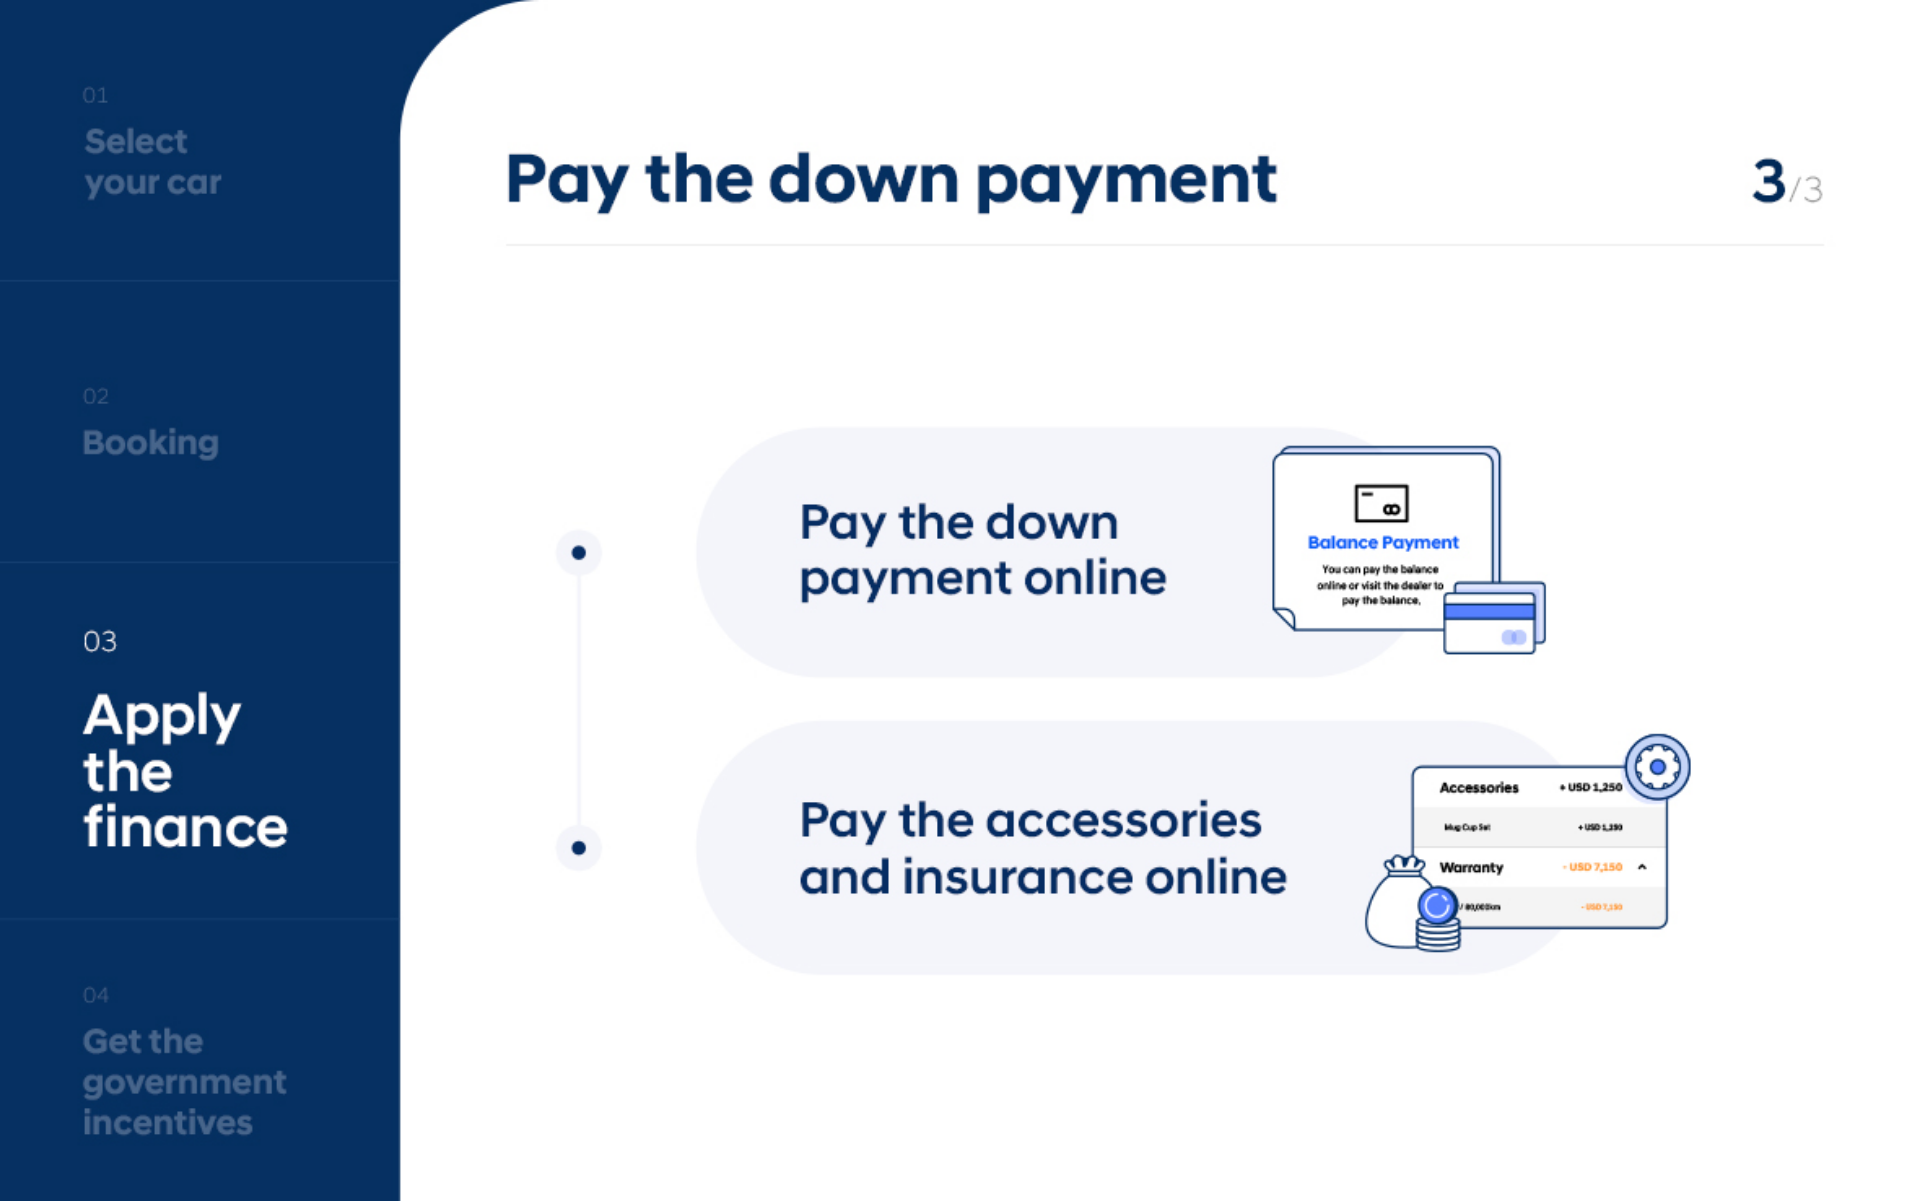 01
Select
your car
02
Booking
03
Apply
the
finance
04
Get the
government
incentives
Pay the down payment
3/3
Pay the down
payment online
Balance Payment
You can pay the balance
online or visit the dealer to
pay the balance.
Pay the accessories
and insurance online
Accessories + USD 1,250
Mug Cup Set + USD 1,250
Warranty - USD 7,150
/ 80,000km - USD 7,150